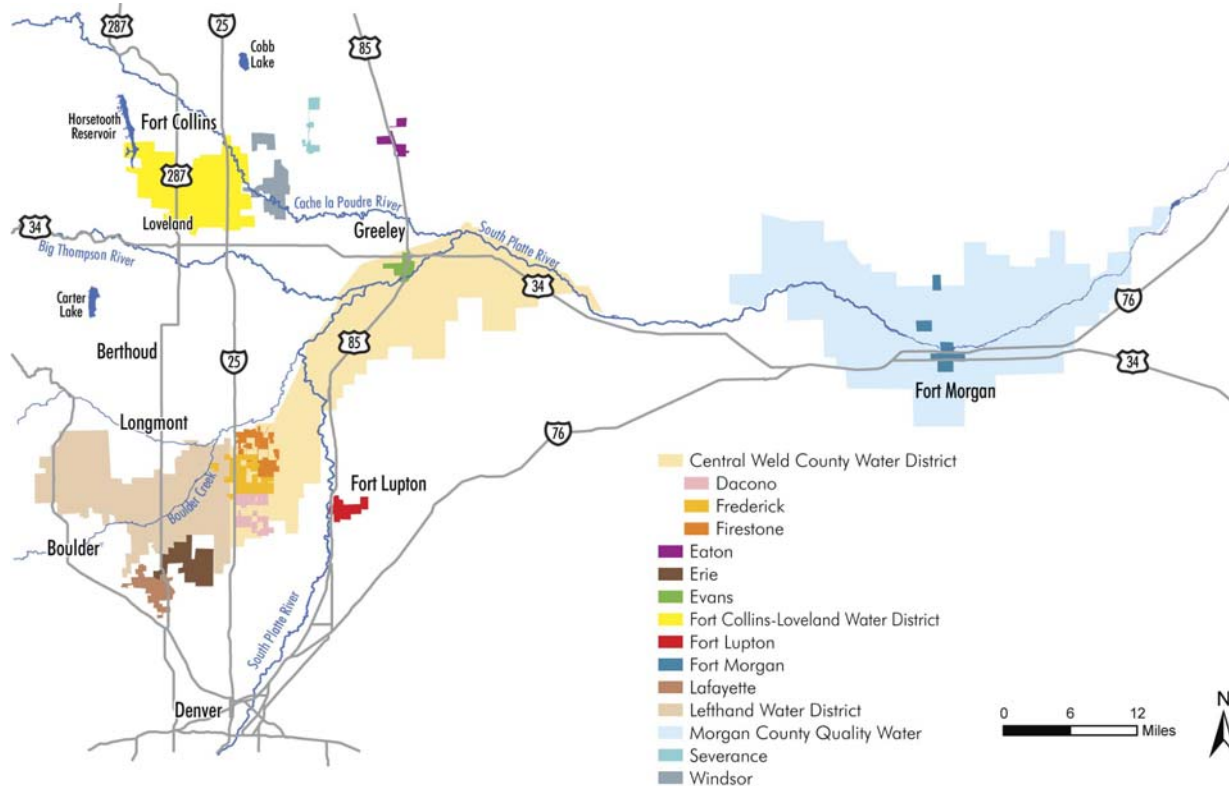 287
25
85
Cobb
Lake
Horsetooth
Reservoir
Fort Collins
287
Cache la Poudre River
Loveland
Greeley
34
Big Thompson River
South Platte River
Carter
Lake
34
76
Berthoud
25
85
34
Fort Morgan
Longmont
76
Boulder Creek
Fort Lupton
Boulder
South Platte River
Denver
Central Weld County Water District
Dacono
Frederick
Firestone
Eaton
Erie
Evans
Fort Collins-Loveland Water District
Fort Lupton
Fort Morgan
Lafayette
Lefthand Water District
Morgan County Quality Water
Severance
Windsor
0 6 12
Miles
N